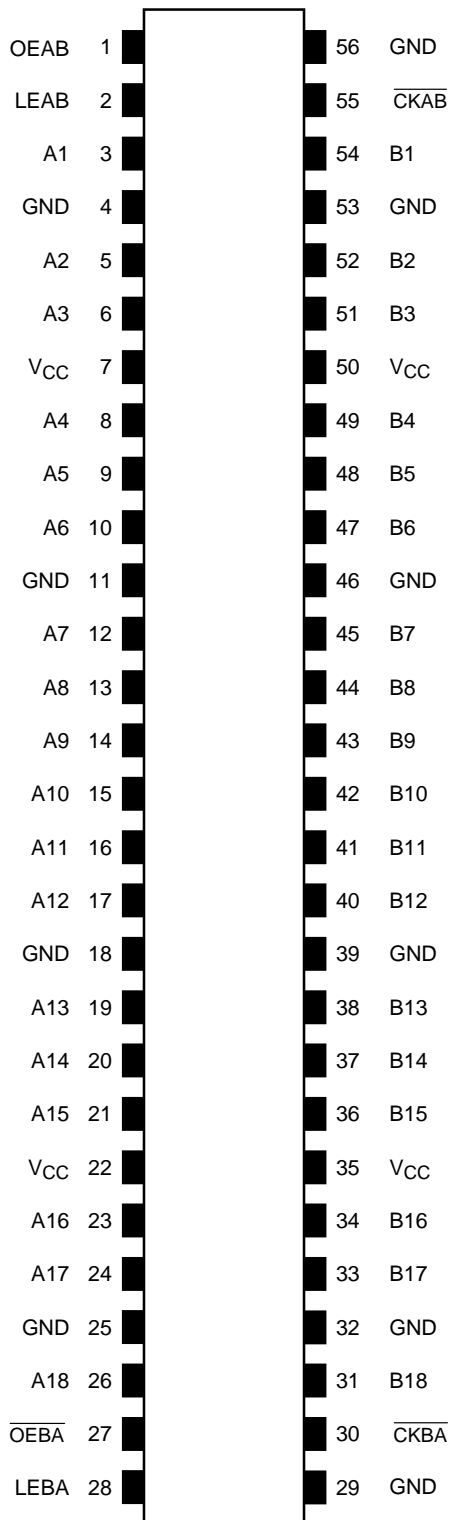 OEAB 1 56 GND
LEAB 2 55 CKAB
A1 3 54 B1
GND 4 53 GND
A2 5 52 B2
A3 6 51 B3
VCC 7 50 VCC
A4 8 49 B4
A5 9 48 B5
A6 10 47 B6
GND 11 46 GND
A7 12 45 B7
A8 13 44 B8
A9 14 43 B9
A10 15 42 B10
A11 16 41 B11
A12 17 40 B12
GND 18 39 GND
A13 19 38 B13
A14 20 37 B14
A15 21 36 B15
VCC 22 35 VCC
A16 23 34 B16
A17 24 33 B17
GND 25 32 GND
A18 26 31 B18
OEBA 27 30 CKBA
LEBA 28 29 GND